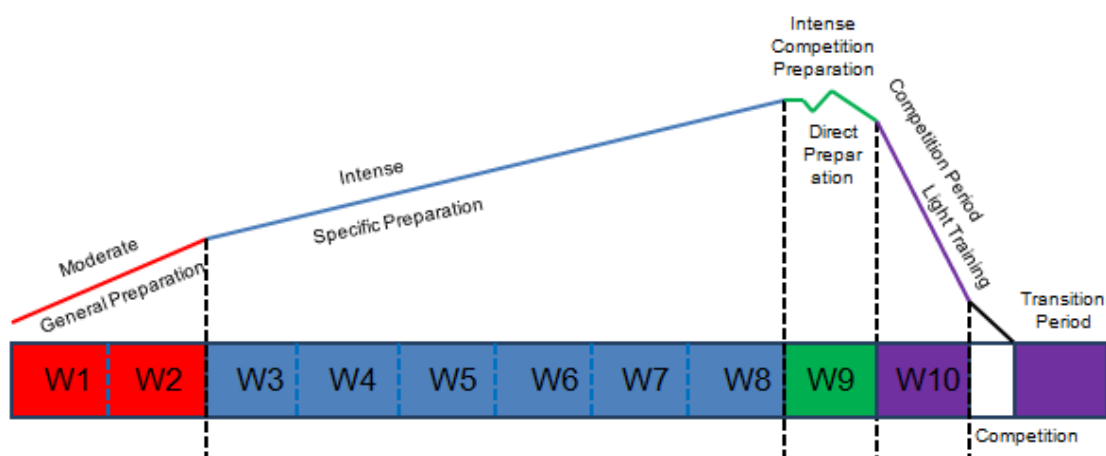 Intense
Competition
Preparation
Competition Period
Light Training
Direct
Prepar
ation
Intense
Specific Preparation
Moderate
General Preparation
Transition
Period
W1 W2 W3 W4 W5 W6 W7 W8 W9 W10
Competition